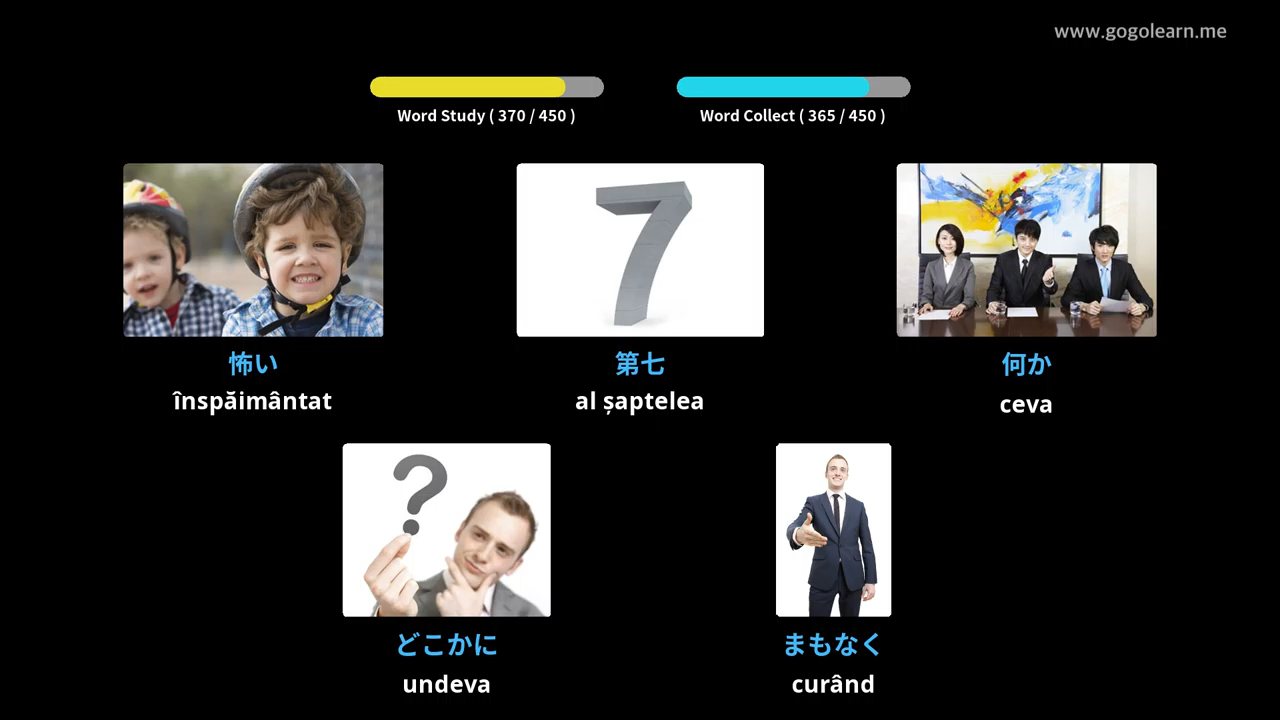 www.gogolearn.me
Word Study ( 370 / 450 )
Word Collect ( 365 / 450 )
怖い
înspăimântat
第七
al șaptelea
何か
ceva
どこかに
undeva
まもなく
curând